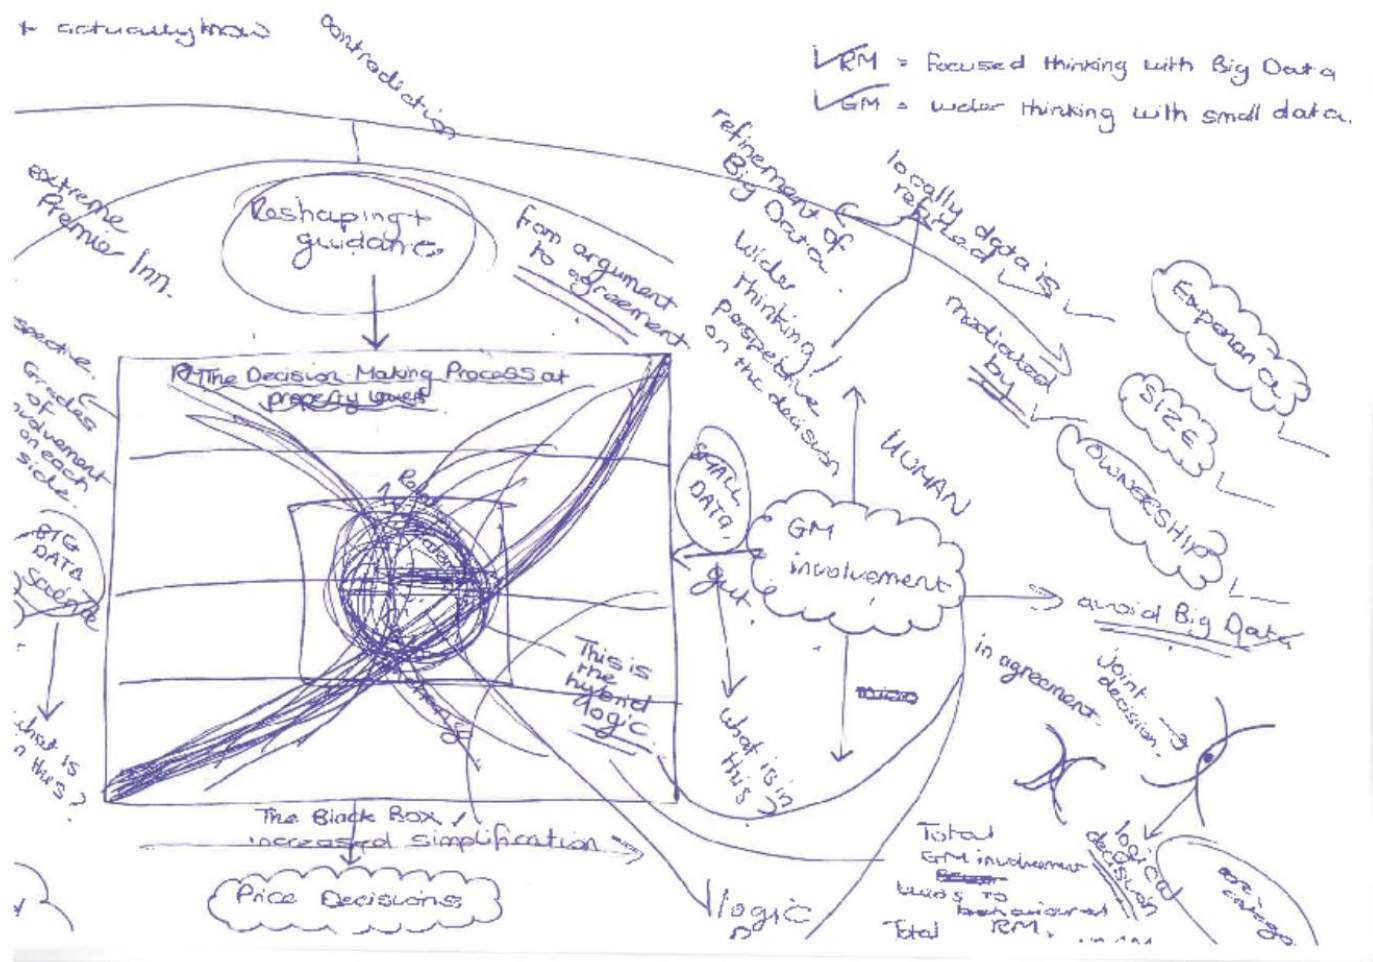 + actually know
contradiction
RM = Focused thinking with Big Data
GM = wider thinking with small data.
extreme
Premier Inn.
Reshaping +
guidance
from argument
to agreement
refinement of
Big Data
wider
thinking /
perspective
on the decision
locally data is
refined
mediated
by
Expanan a
SIZE
OWNERSHIP
Grades
of
involvement
on each
side.
RM The Decision Making Process at
property level
BIG
DATA
Science
what is
in this?
SMALL
DATA.
gut.
what is in
this?
HUMAN
GM
involvement
avoid Big Data
This is
the
hybrid
logic.
in agreement.
Joint
decision.
logical
decision
The Black Box /
increased simplification
Price Decisions
logic
Total
GM involvement
leads to
behavioural
Total RM.